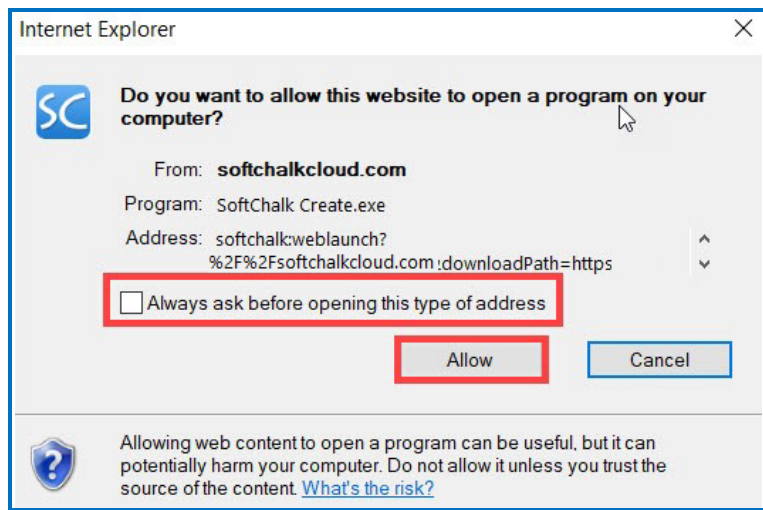 Internet Explorer
SC
Do you want to allow this website to open a program on your
computer?
From: softchalkcloud.com
Program: SoftChalk Create.exe
Address: softchalk:weblaunch?
%2F%2Fsoftchalkcloud.com :downloadPath=https
Always ask before opening this type of address
Allow Cancel
Allowing web content to open a program can be useful, but it can
potentially harm your computer. Do not allow it unless you trust the
source of the content. What's the risk?